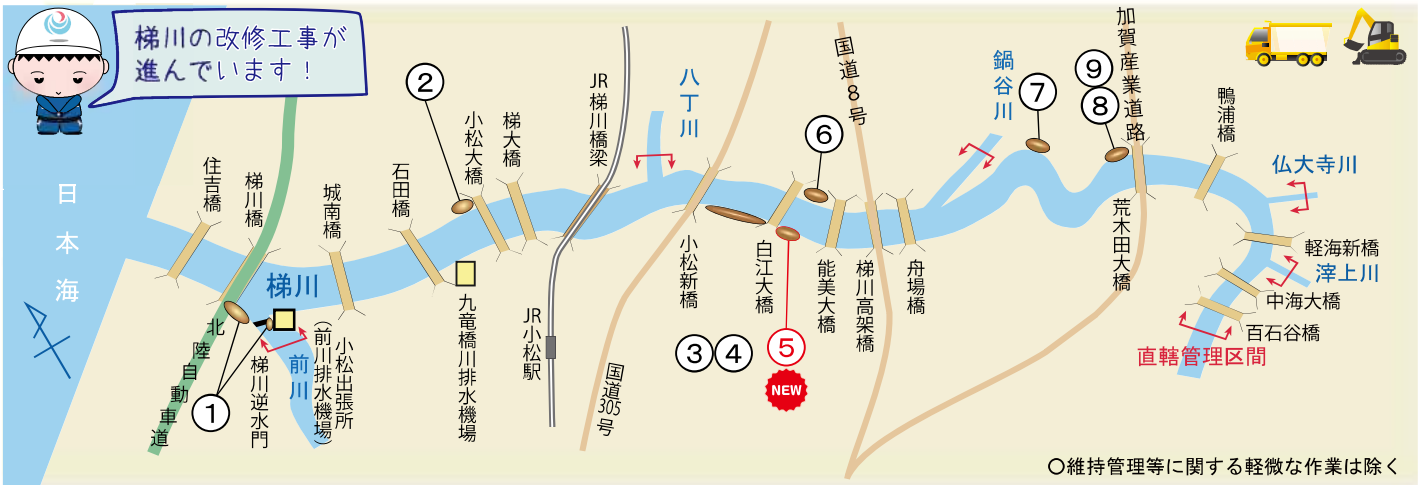 梯川の改修工事が
進んでいます！
日本海
住吉橋
梯川橋
城南橋
石田橋
②
小松大橋
梯大橋
JR梯川橋梁
八丁川
国道8号
⑥
鍋谷川
⑦
⑨
⑧
加賀産業道路
鴨浦橋
仏大寺川
軽海新橋
滓上川
中海大橋
百石谷橋
直轄管理区間
荒木田大橋
舟場橋
梯川高架橋
能美大橋
白江大橋
小松新橋
③④
⑤
NEW
国道305号
JR小松駅
九竜橋川排水機場
梯川
前川
小松出張所
(前川排水機場)
梯川逆水門
①
北陸自動車道
〇維持管理等に関する軽微な作業は除く